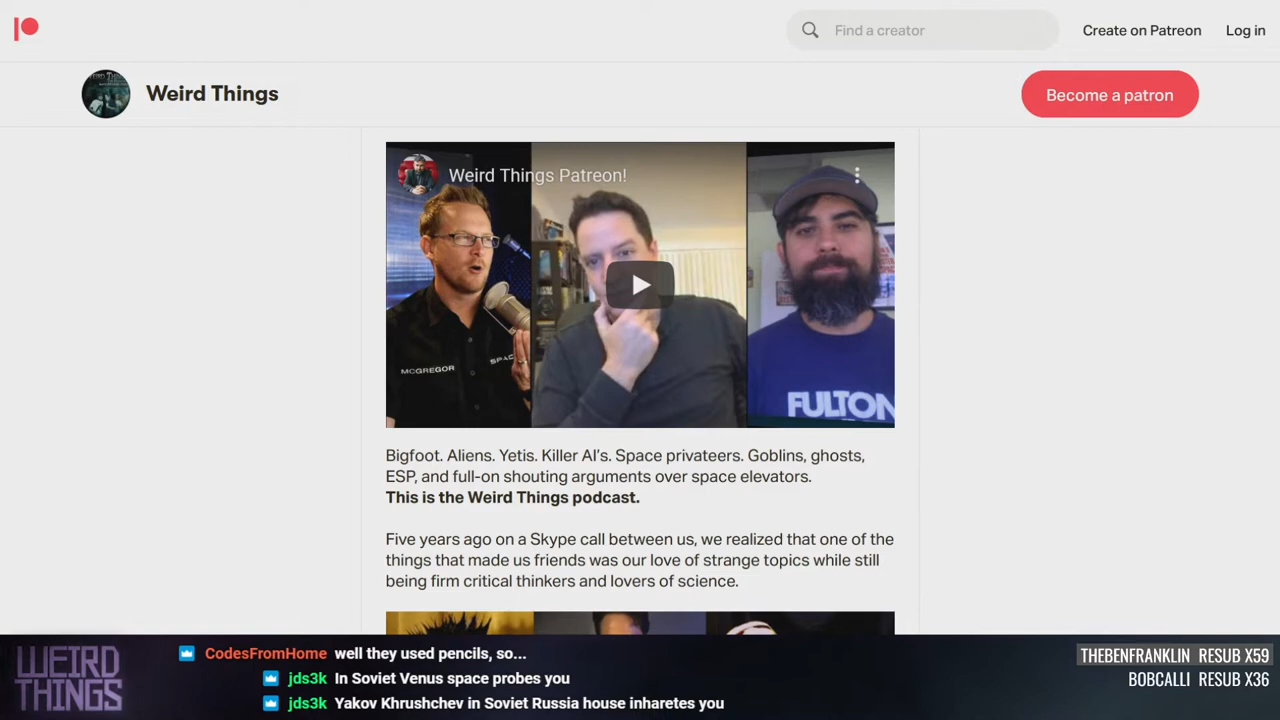 Find a creator
Create on Patreon
Log in
Weird Things
Become a patron
Weird Things Patreon!
MCGREGOR
SPACE
FULTON
Bigfoot. Aliens. Yetis. Killer AI's. Space privateers. Goblins, ghosts,
ESP, and full-on shouting arguments over space elevators.
This is the Weird Things podcast.
Five years ago on a Skype call between us, we realized that one of the
things that made us friends was our love of strange topics while still
being firm critical thinkers and lovers of science.
WEIRD
THINGS
CodesFromHome well they used pencils, so...
jds3k In Soviet Venus space probes you
jds3k Yakov Khrushchev in Soviet Russia house inharetes you
THEBENFRANKLIN RESUB X59
BOBCALLI RESUB X36